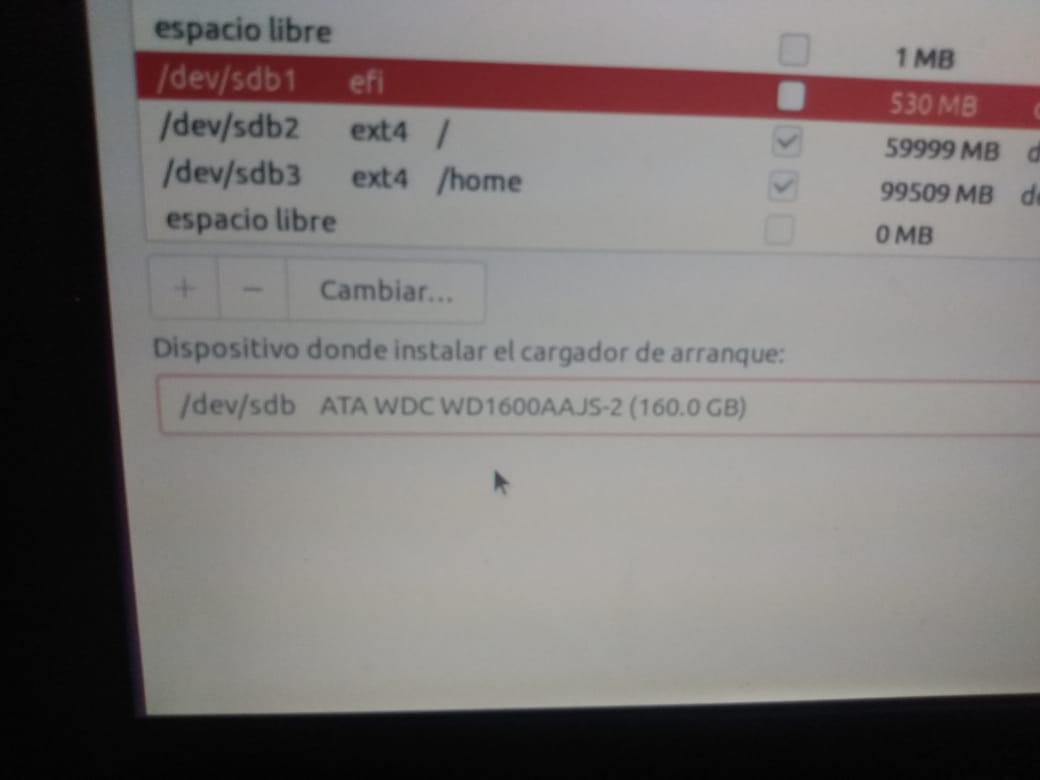 espacio libre 1 MB
/dev/sdb1 efi 530 MB
/dev/sdb2 ext4 / 59999 MB
/dev/sdb3 ext4 /home 99509 MB
espacio libre 0 MB
+ − Cambiar...
Dispositivo donde instalar el cargador de arranque:
/dev/sdb ATA WDC WD1600AAJS-2 (160.0 GB)